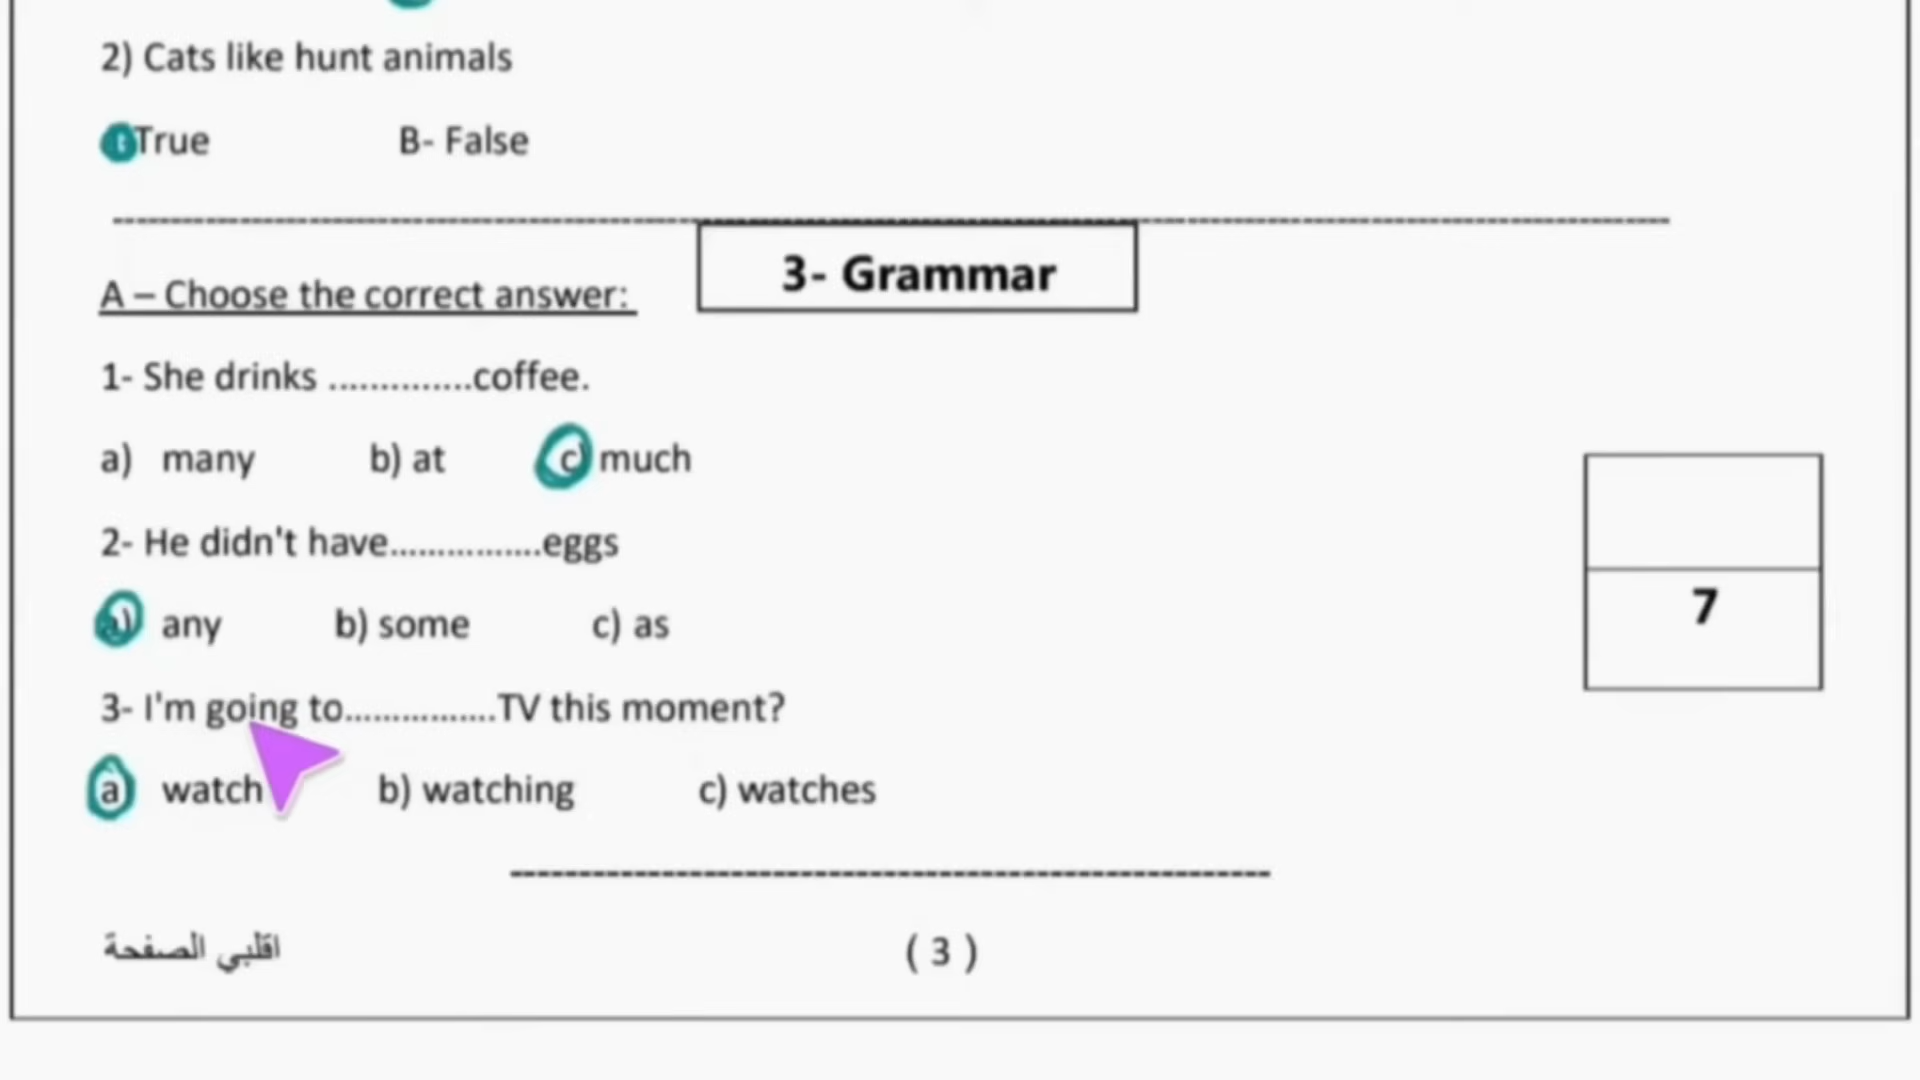 2) Cats like hunt animals
True B- False
3- Grammar
A – Choose the correct answer:
1- She drinks ..............coffee.
a) many b) at c) much
2- He didn't have................eggs
a) any b) some c) as
7
3- I'm going to................TV this moment?
a) watch b) watching c) watches
اقلبي الصفحة
( 3 )